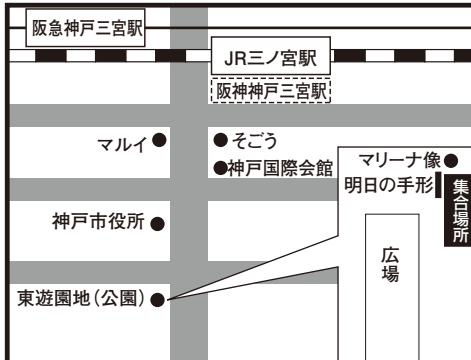 阪急神戸三宮駅
JR三ノ宮駅
阪神神戸三宮駅
マルイ
そごう
神戸国際会館
マリーナ像
明日の手形
集合場所
神戸市役所
広場
東遊園地(公園)